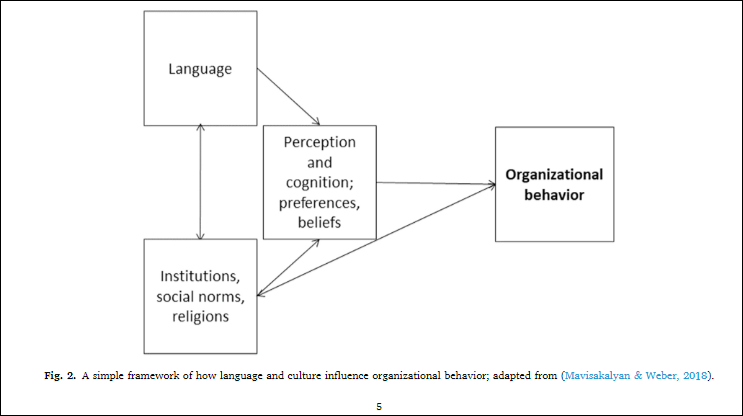 Language
Perception
and
cognition;
preferences,
beliefs
Organizational
behavior
Institutions,
social norms,
religions
Fig. 2. A simple framework of how language and culture influence organizational behavior; adapted from (Mavisakalyan & Weber, 2018).
5